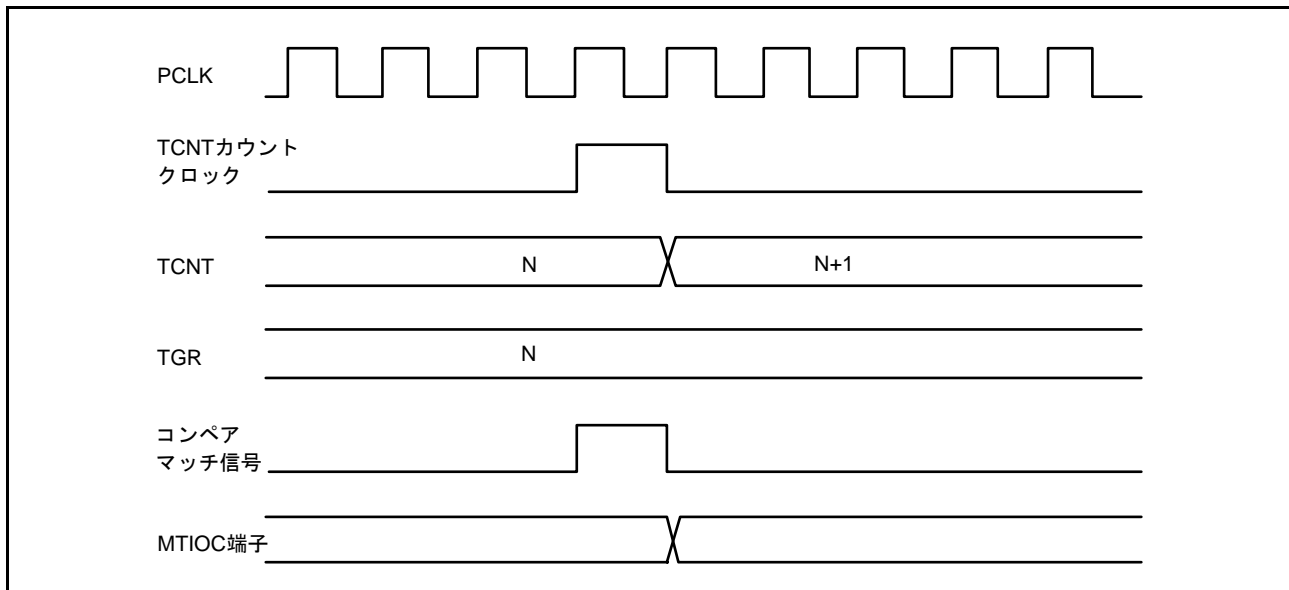 PCLK
TCNTカウント
クロック
TCNT
N
N+1
TGR
N
コンペア
マッチ信号
MTIOC端子